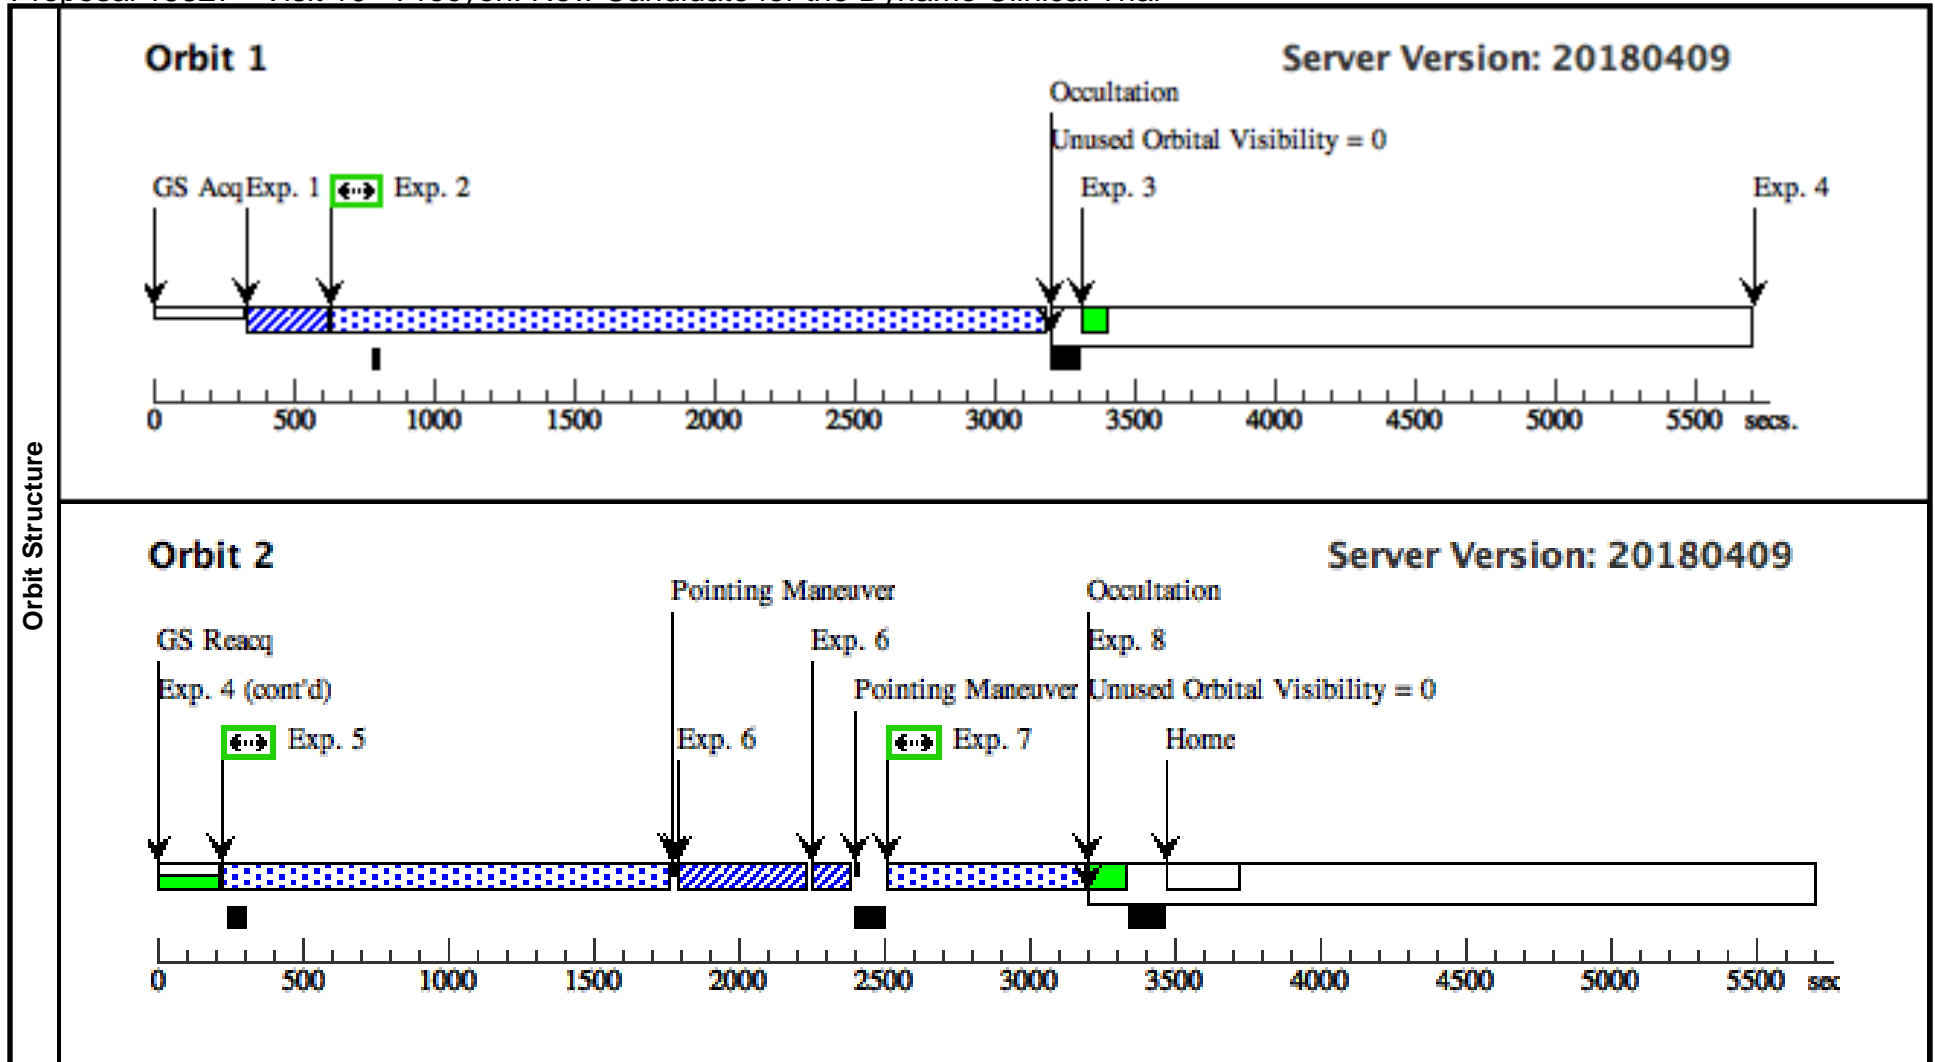 Orbit 1
Server Version: 20180409
Occultation
Unused Orbital Visibility = 0
GS Acq Exp. 1 Exp. 2 Exp. 3 Exp. 4
0 500 1000 1500 2000 2500 3000 3500 4000 4500 5000 5500 secs.
Orbit Structure
Orbit 2
Server Version: 20180409
Pointing Maneuver Occultation
GS Reacq Exp. 6 Exp. 8
Exp. 4 (cont'd) Pointing Maneuver Unused Orbital Visibility = 0
Exp. 5 Exp. 6 Exp. 7 Home
0 500 1000 1500 2000 2500 3000 3500 4000 4500 5000 5500